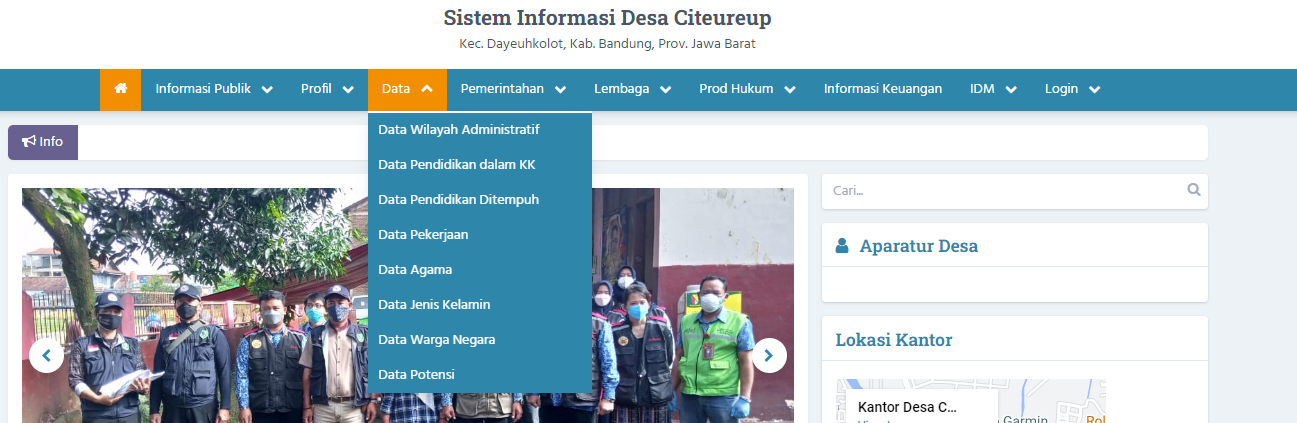 Sistem Informasi Desa Citeureup
Kec. Dayeuhkolot, Kab. Bandung, Prov. Jawa Barat
Informasi Publik
Profil
Data
Pemerintahan
Lembaga
Prod Hukum
Informasi Keuangan
IDM
Login
Data Wilayah Administratif
Data Pendidikan dalam KK
Data Pendidikan Ditempuh
Data Pekerjaan
Data Agama
Data Jenis Kelamin
Data Warga Negara
Data Potensi
Info
Cari...
Aparatur Desa
Lokasi Kantor
Kantor Desa C...
Garmin